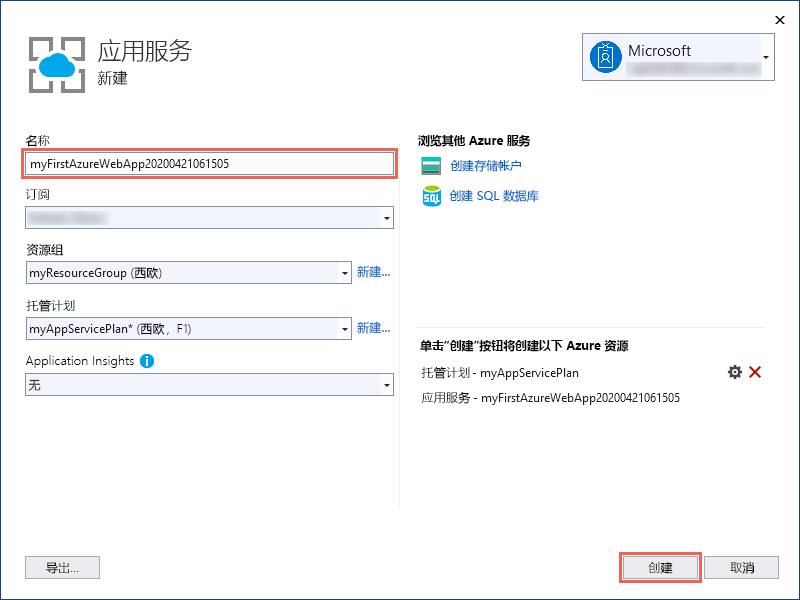 应用服务
新建
Microsoft
名称
myFirstAzureWebApp20200421061505
订阅
资源组
myResourceGroup (西欧)
新建...
托管计划
myAppServicePlan* (西欧，F1)
新建...
Application Insights
无
浏览其他 Azure 服务
创建存储帐户
SQL
创建 SQL 数据库
单击“创建”按钮将创建以下 Azure 资源
托管计划 - myAppServicePlan
应用服务 - myFirstAzureWebApp20200421061505
导出...
创建
取消